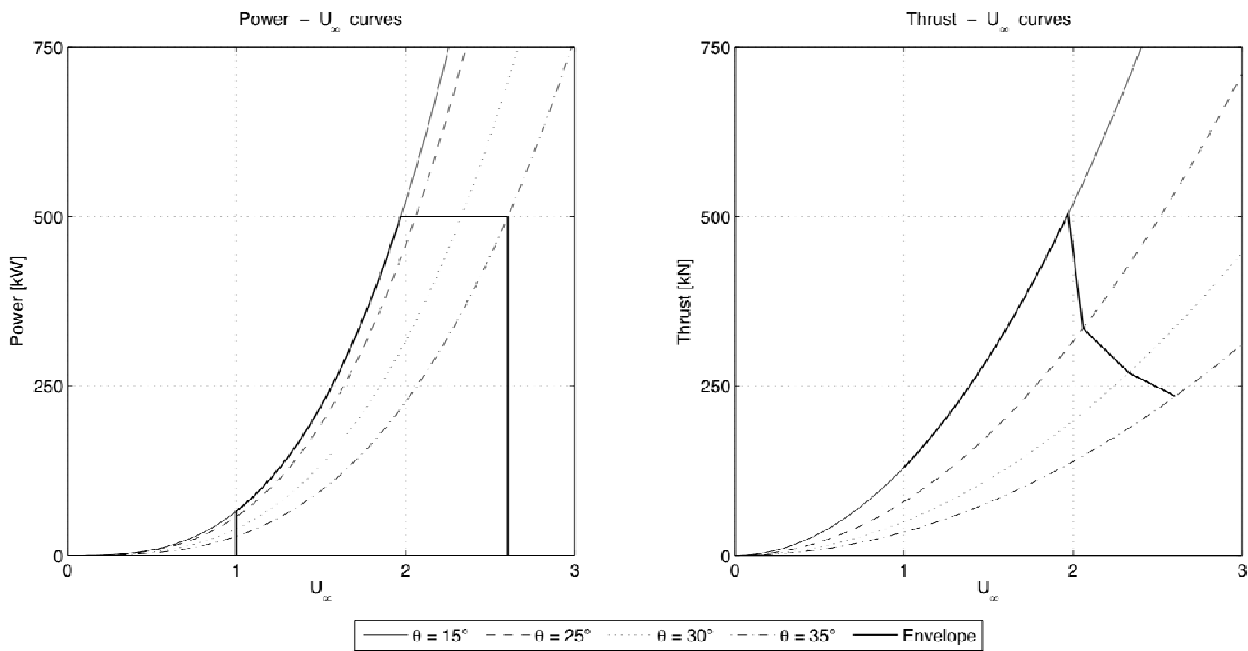 Power − U∞ curves
750
500
250
0
0 1 2 3
Power [kW]
U∞
Thrust − U∞ curves
750
500
250
0
0 1 2 3
Thrust [kN]
U∞
θ = 15° θ = 25° θ = 30° θ = 35° Envelope